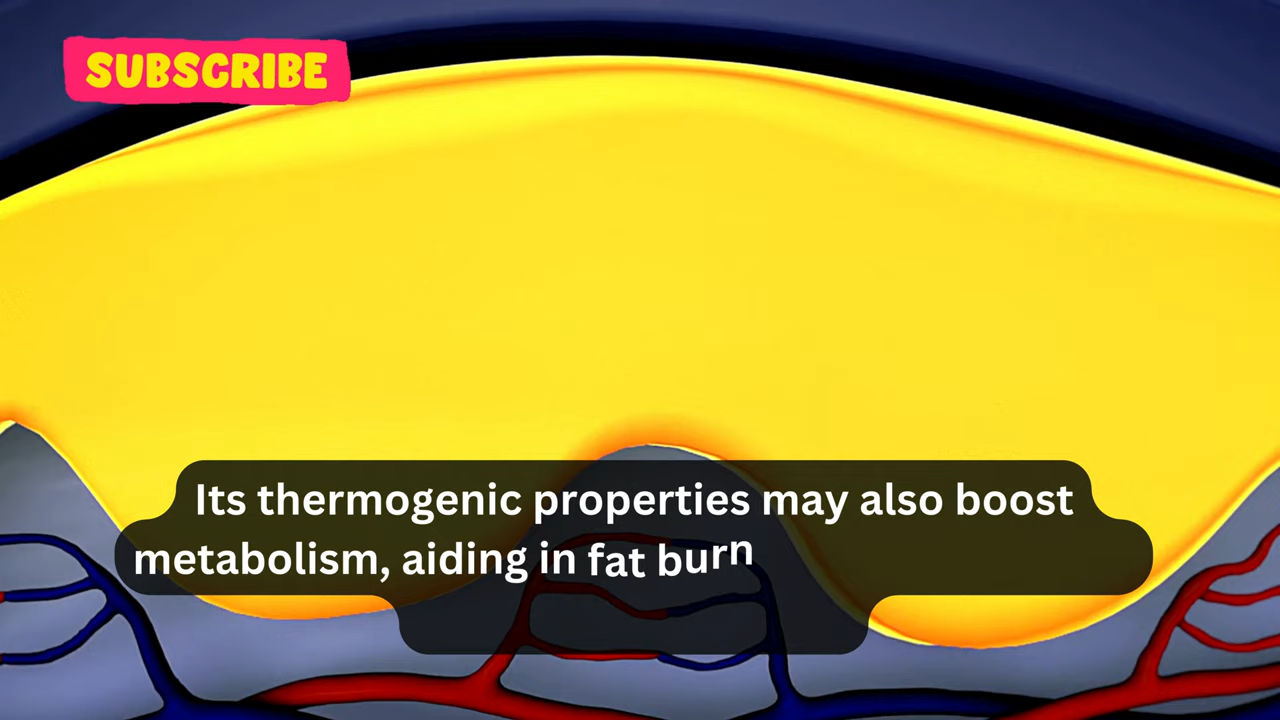 SUBSCRIBE
Its thermogenic properties may also boost
metabolism, aiding in fat burn